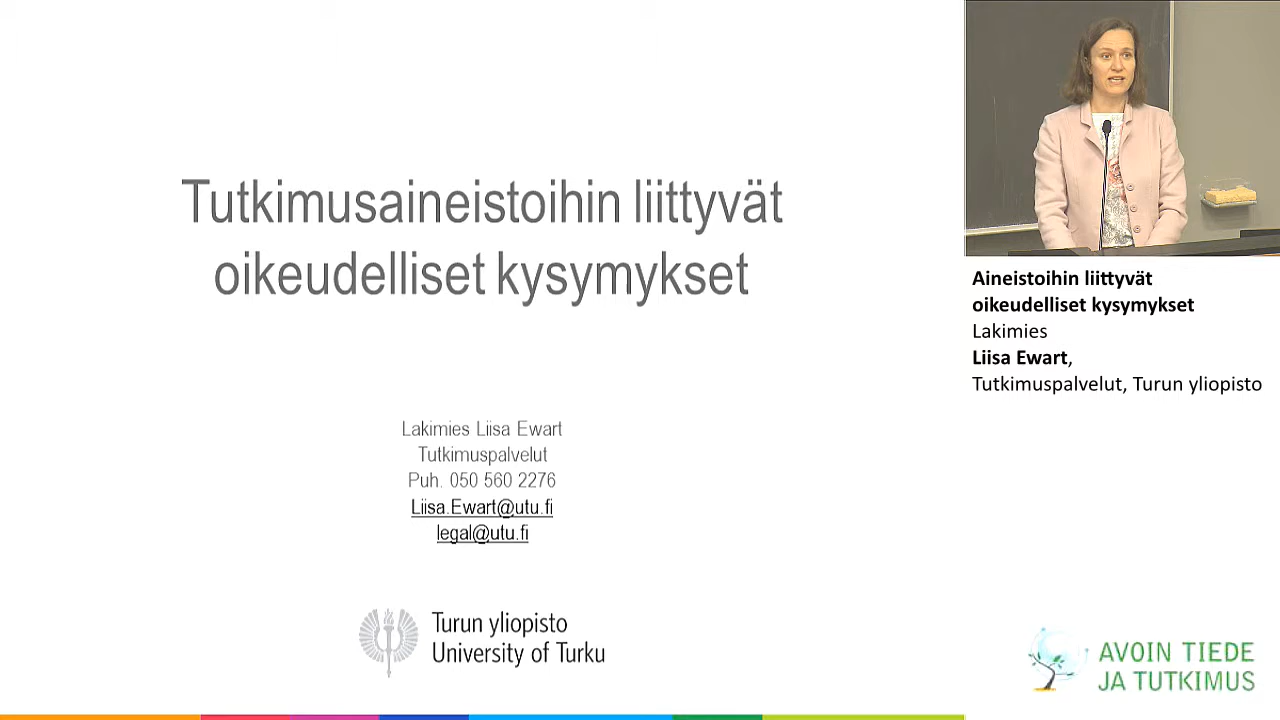 Tutkimusaineistoihin liittyvät
oikeudelliset kysymykset
Lakimies Liisa Ewart
Tutkimuspalvelut
Puh. 050 560 2276
Liisa.Ewart@utu.fi
legal@utu.fi
Turun yliopisto
University of Turku
Aineistoihin liittyvät
oikeudelliset kysymykset
Lakimies
Liisa Ewart,
Tutkimuspalvelut, Turun yliopisto
AVOIN TIEDE
JA TUTKIMUS